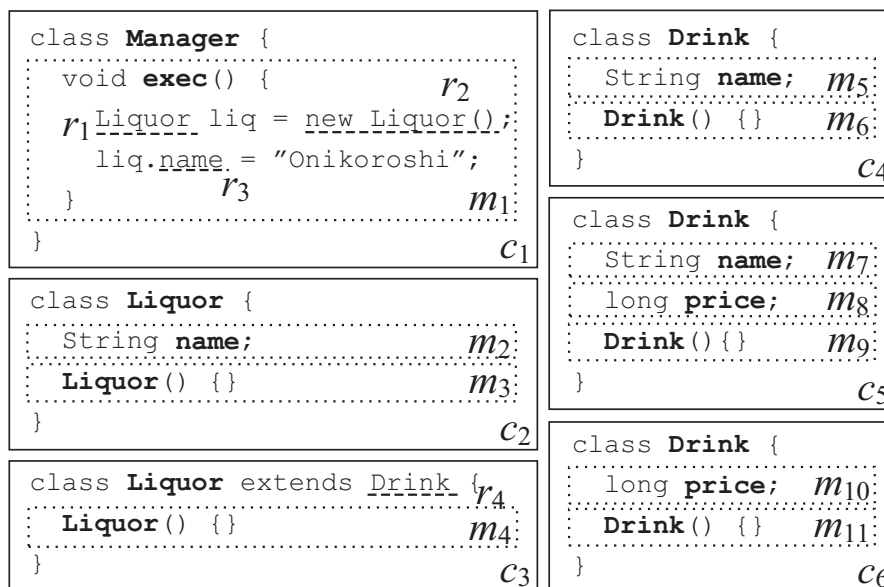 class Manager {
void exec() {
r2
r1 Liquor liq = new Liquor();
liq.name = "Onikoroshi";
r3
} m1
} c1
class Liquor {
String name; m2
Liquor() {} m3
} c2
class Liquor extends Drink { r4
Liquor() {} m4
} c3
class Drink {
String name; m5
Drink() {} m6
} c4
class Drink {
String name; m7
long price; m8
Drink(){} m9
} c5
class Drink {
long price; m10
Drink() {} m11
} c6